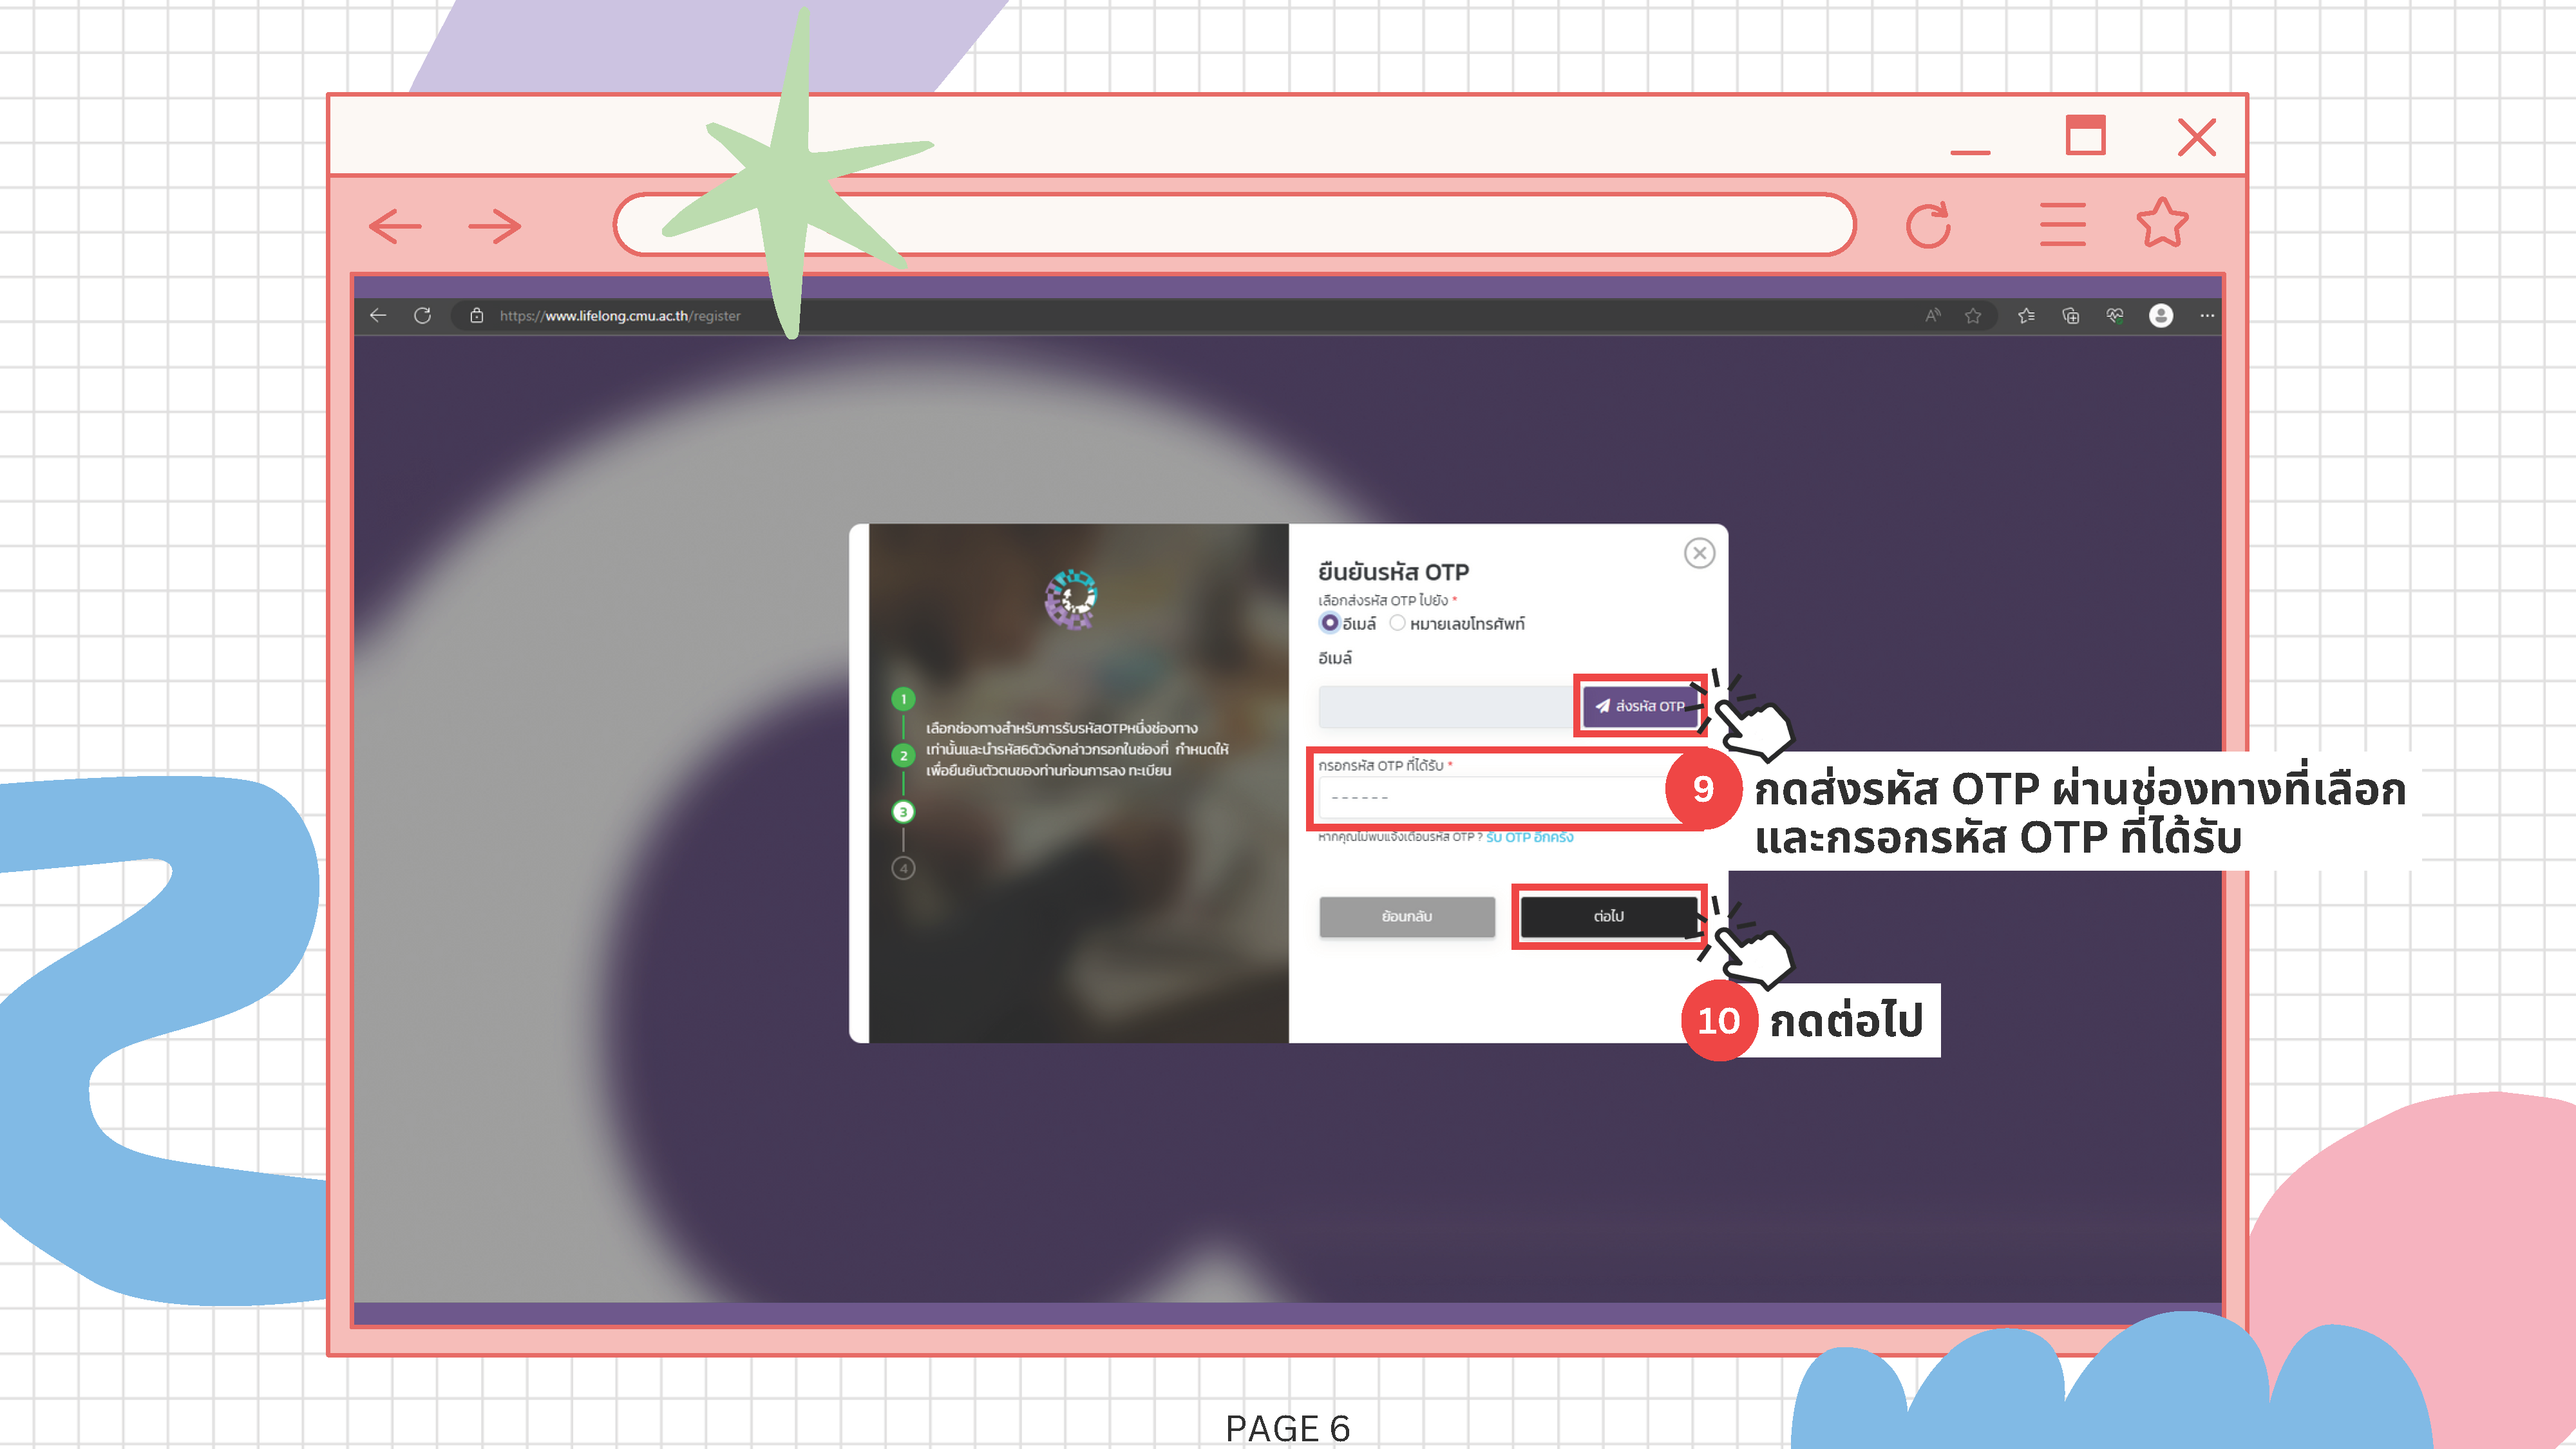 https://www.lifelong.cmu.ac.th/register
ยืนยันรหัส OTP
เลือกส่งรหัส OTP ไปยัง *
อีเมล์ หมายเลขโทรศัพท์
อีเมล์
ส่งรหัส OTP
1
2
3
4
เลือกช่องทางสำหรับการรับรหัสOTPหนึ่งช่องทาง
เท่านั้นและนำรหัส6ตัวดังกล่าวกรอกในช่องที่ กำหนดให้
เพื่อยืนยันตัวตนของท่านก่อนการลง ทะเบียน
กรอกรหัส OTP ที่ได้รับ *
------
หากคุณไม่พบแจ้งเตือนรหัส OTP ? รับ OTP อีกครั้ง
9 กดส่งรหัส OTP ผ่านช่องทางที่เลือก
และกรอกรหัส OTP ที่ได้รับ
ย้อนกลับ ต่อไป
10 กดต่อไป
PAGE 6